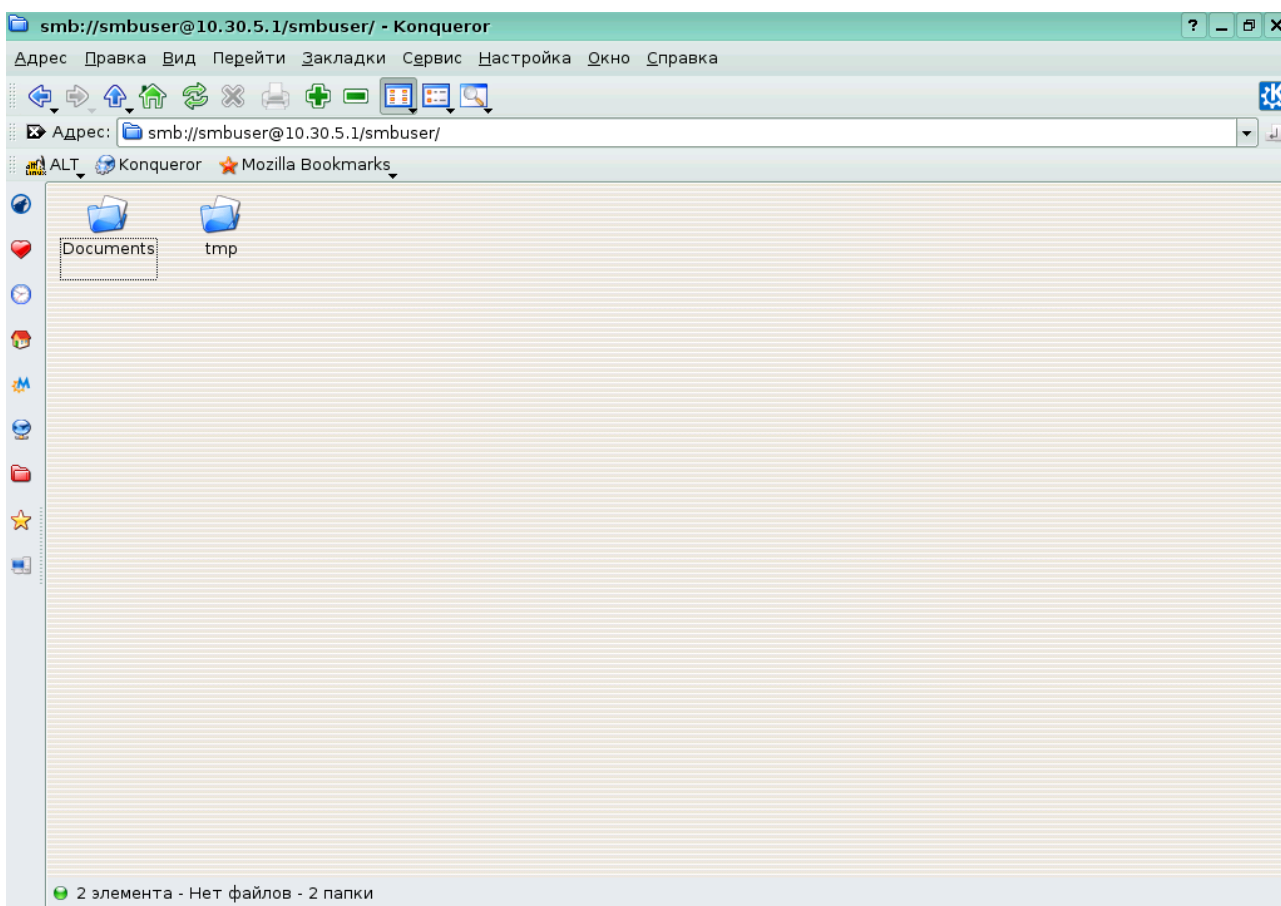 smb://smbuser@10.30.5.1/smbuser/ - Konqueror
Адрес Правка Вид Перейти Закладки Сервис Настройка Окно Справка
Адрес: smb://smbuser@10.30.5.1/smbuser/
ALT Linux Konqueror Mozilla Bookmarks
Documents tmp
2 элемента - Нет файлов - 2 папки